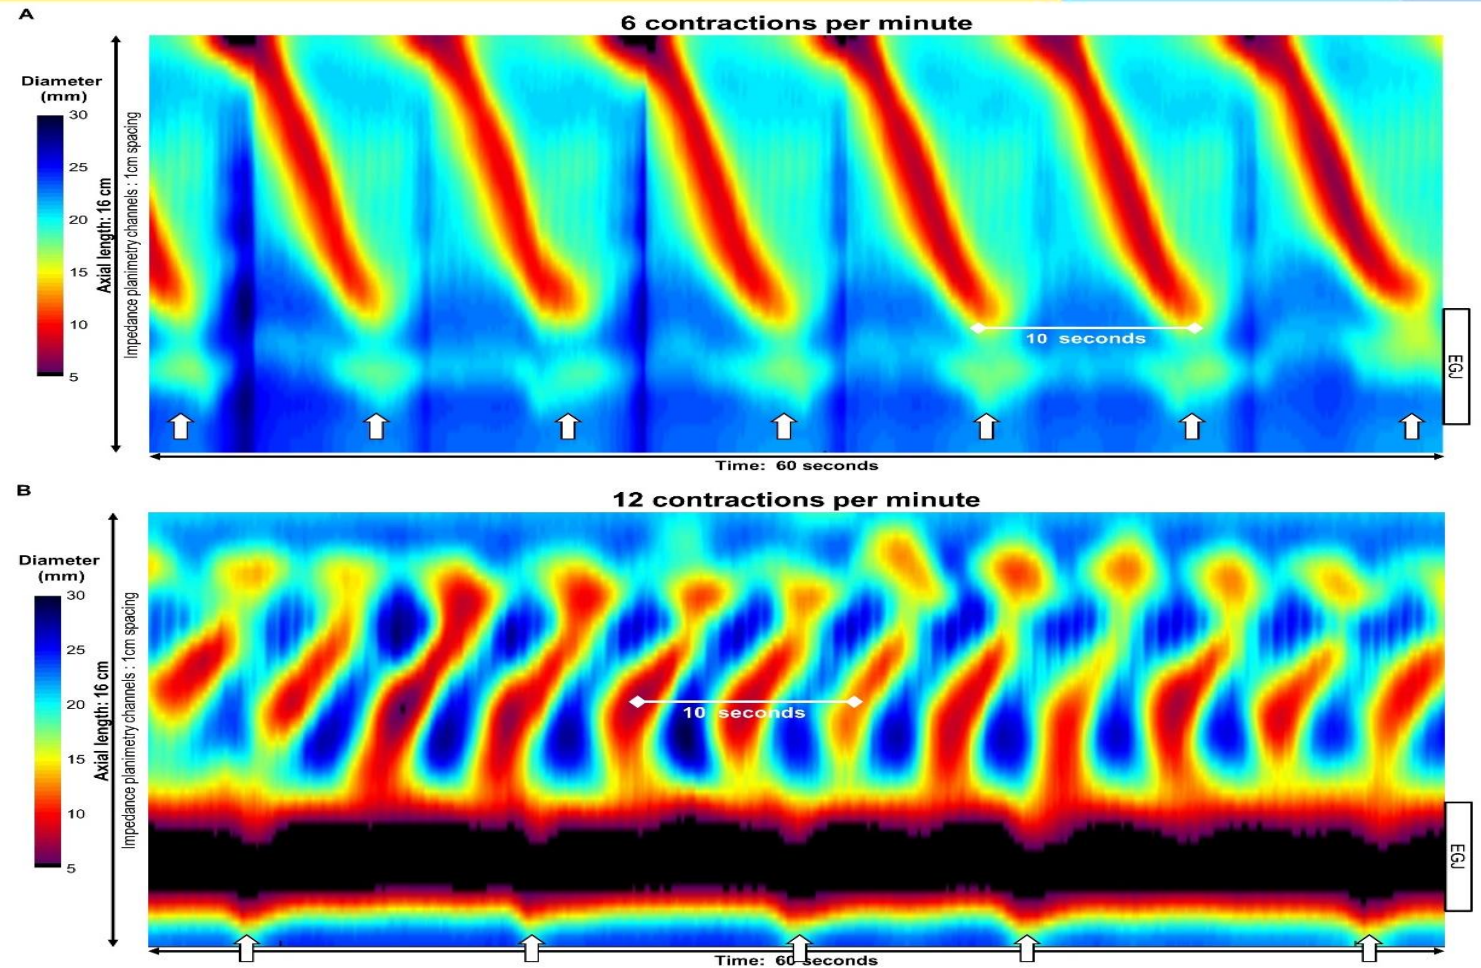 A
6 contractions per minute
Diameter
(mm)
30
25
20
15
10
5
Axial length: 16 cm
Impedance planimetry channels : 1cm spacing
10 seconds
EGJ
Time: 60 seconds
B
12 contractions per minute
Diameter
(mm)
30
25
20
15
10
5
Axial length: 16 cm
Impedance planimetry channels : 1cm spacing
10 seconds
EGJ
Time: 60 seconds